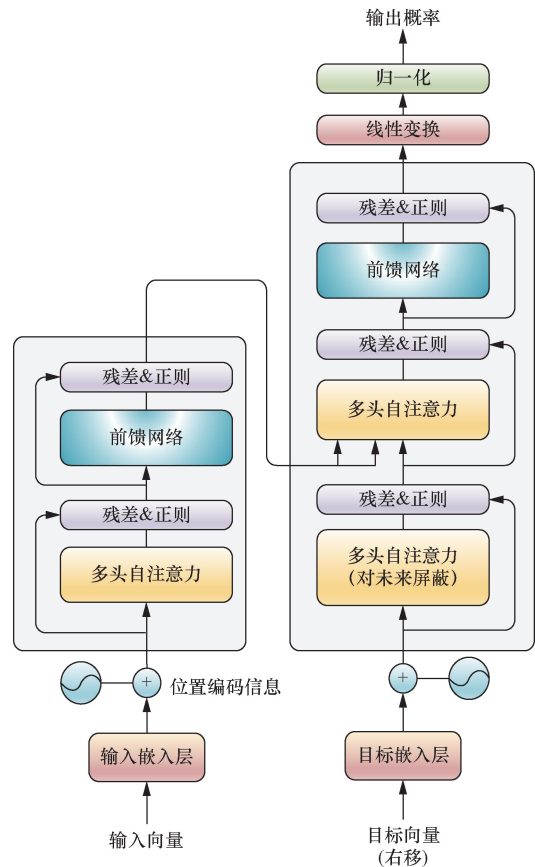 输出概率
归一化
线性变换
残差&正则
前馈网络
残差&正则
多头自注意力
残差&正则
多头自注意力
(对未来屏蔽)
+
目标嵌入层
目标向量
(右移)
残差&正则
前馈网络
残差&正则
多头自注意力
+
位置编码信息
输入嵌入层
输入向量